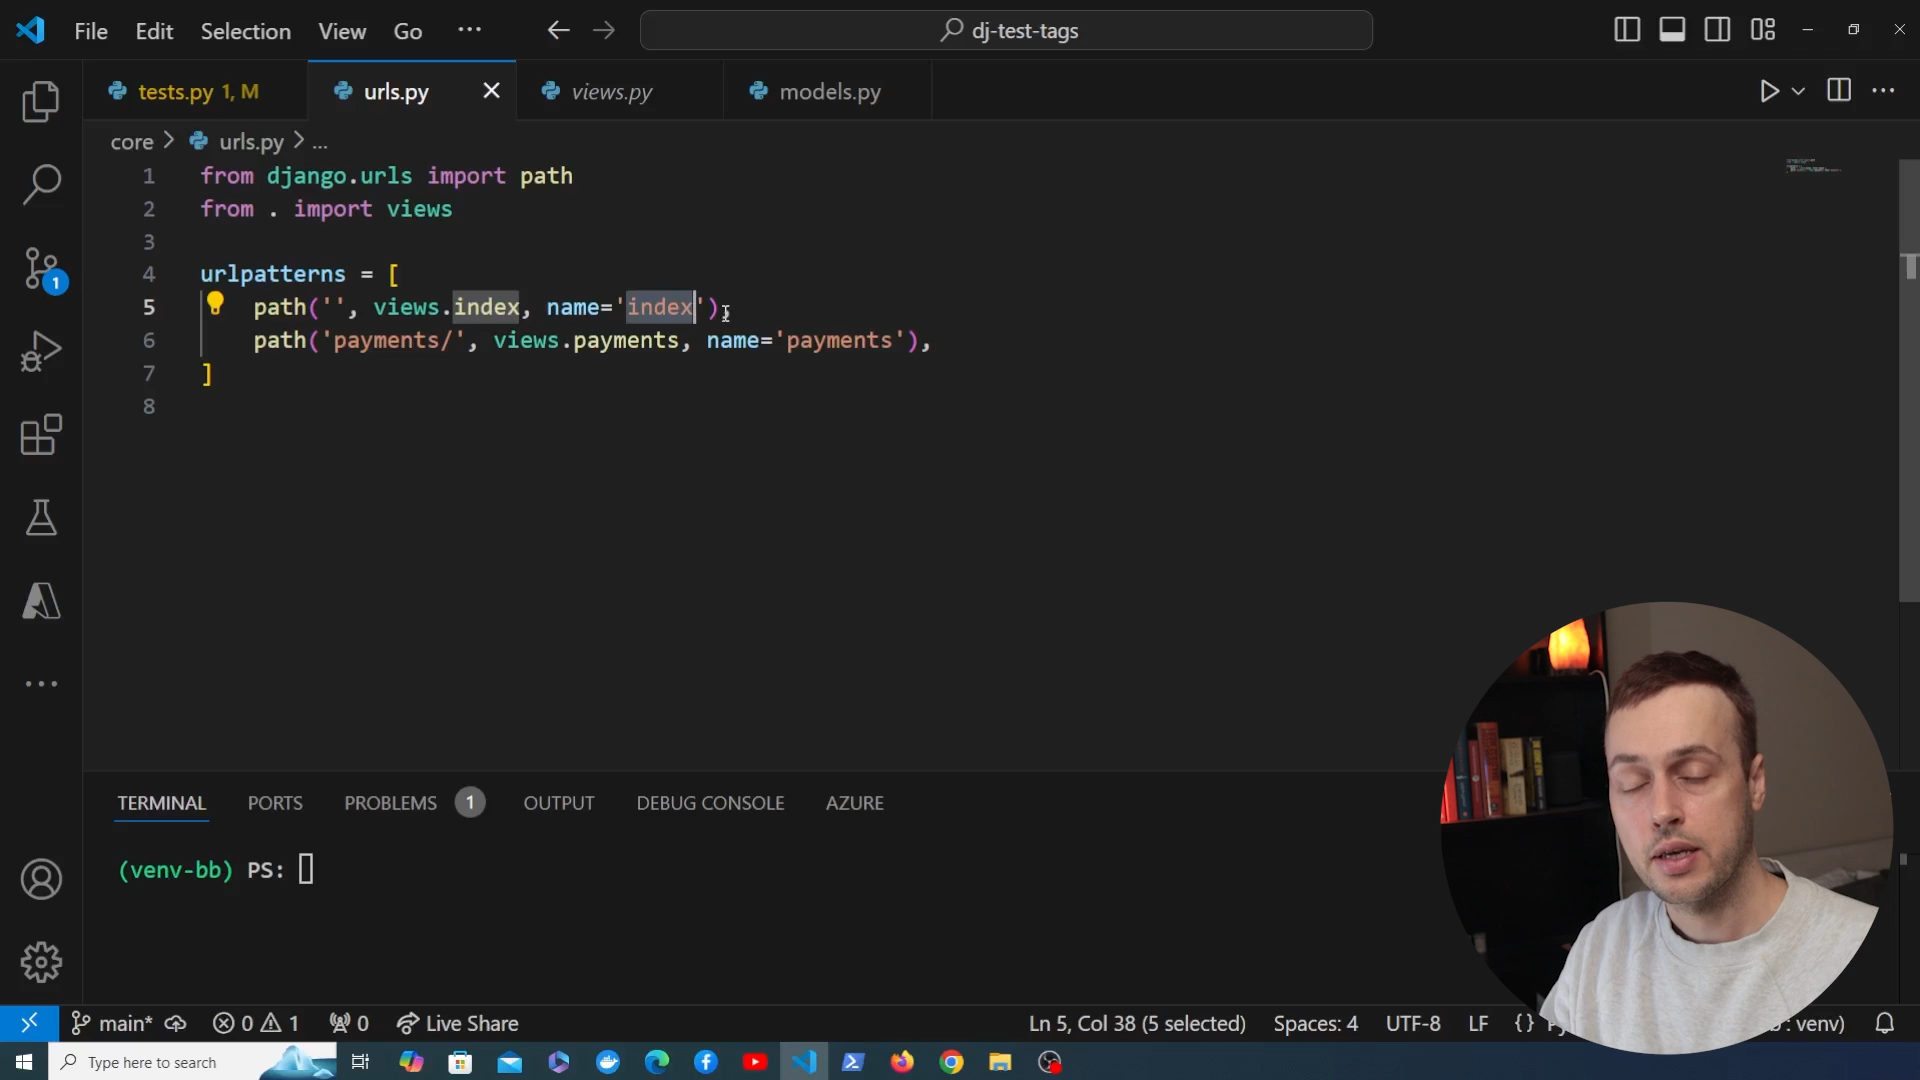 File Edit Selection View Go ... dj-test-tags
tests.py 1, M urls.py views.py models.py
core > urls.py > ...
1 from django.urls import path
2 from . import views
3
4 urlpatterns = [
5 path('', views.index, name='index'),
6 path('payments/', views.payments, name='payments'),
7 ]
8
1
TERMINAL PORTS PROBLEMS 1 OUTPUT DEBUG CONSOLE AZURE
(venv-bb) PS:
main* 0 1 0 Live Share Ln 5, Col 38 (5 selected) Spaces: 4 UTF-8 LF {} venv)
Type here to search